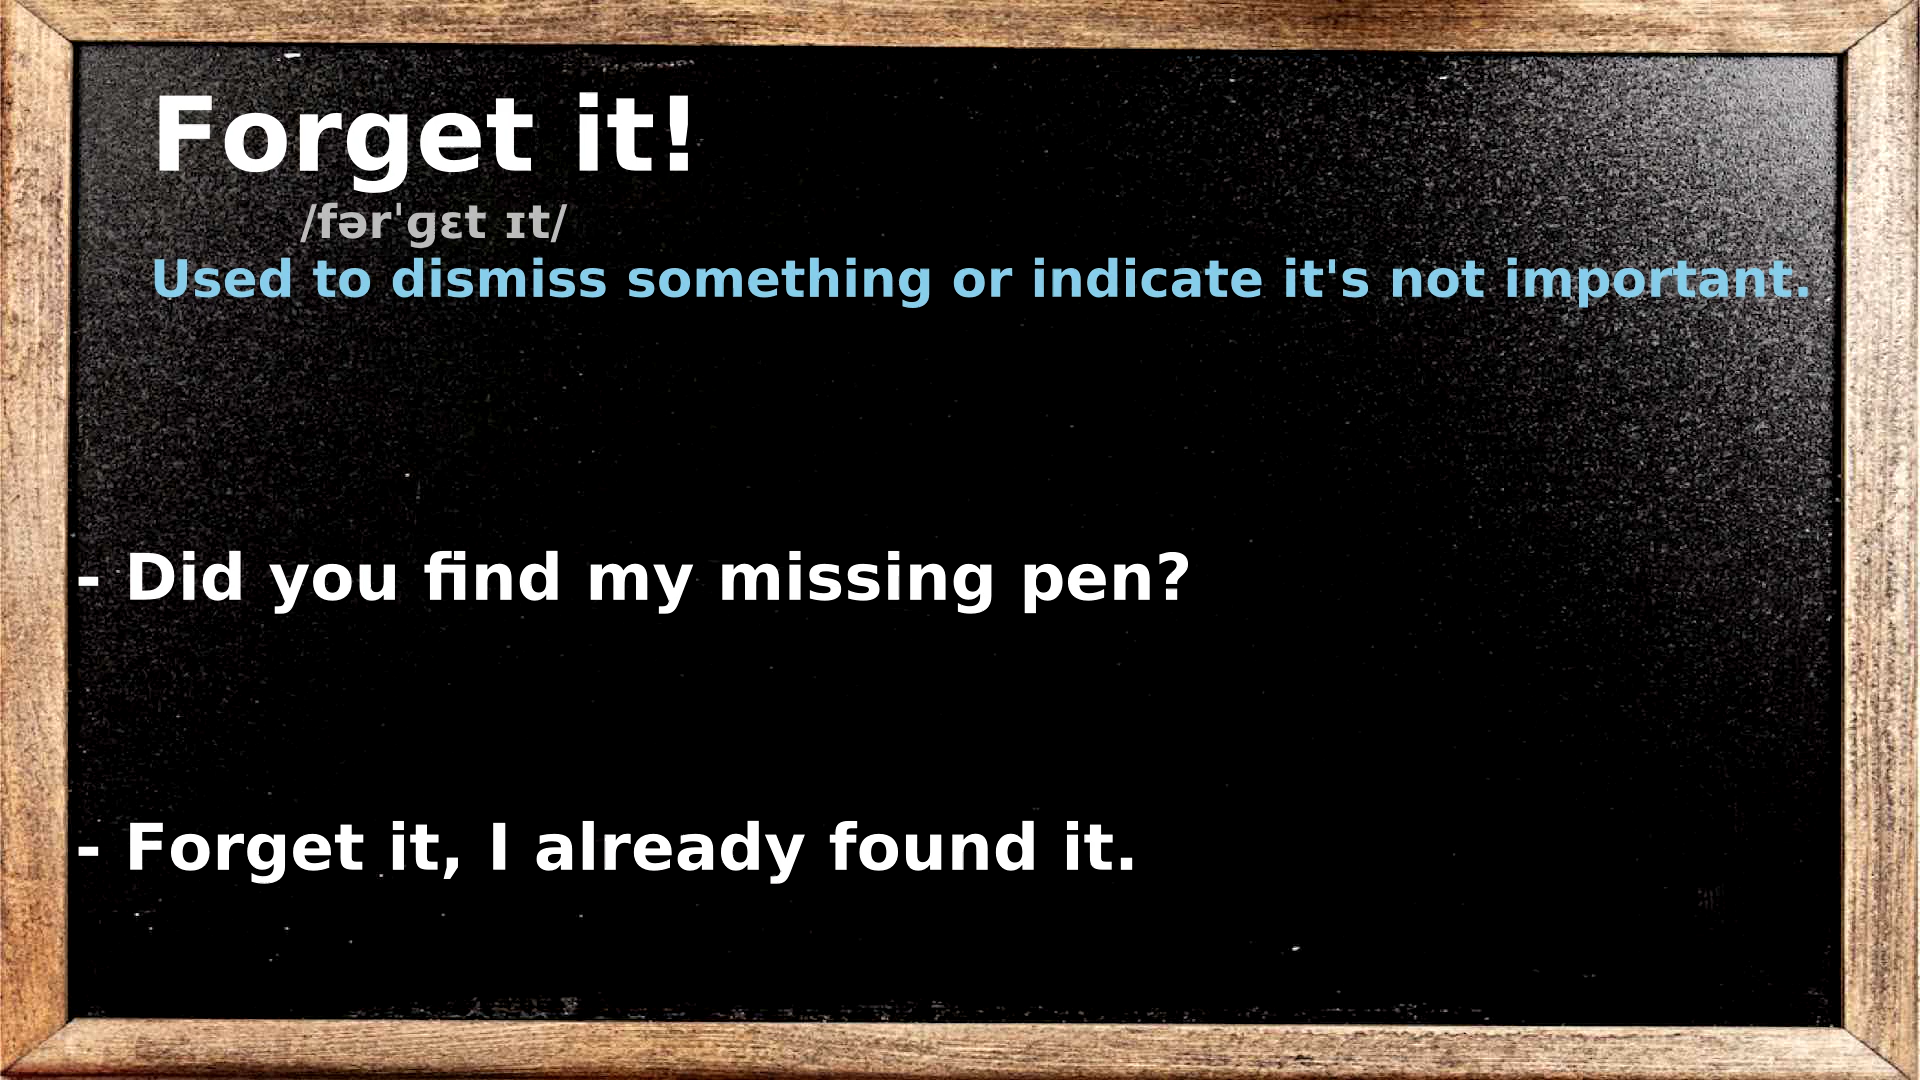 Forget it!
/fərˈɡɛt ɪt/
Used to dismiss something or indicate it's not important.
- Did you find my missing pen?
- Forget it, I already found it.